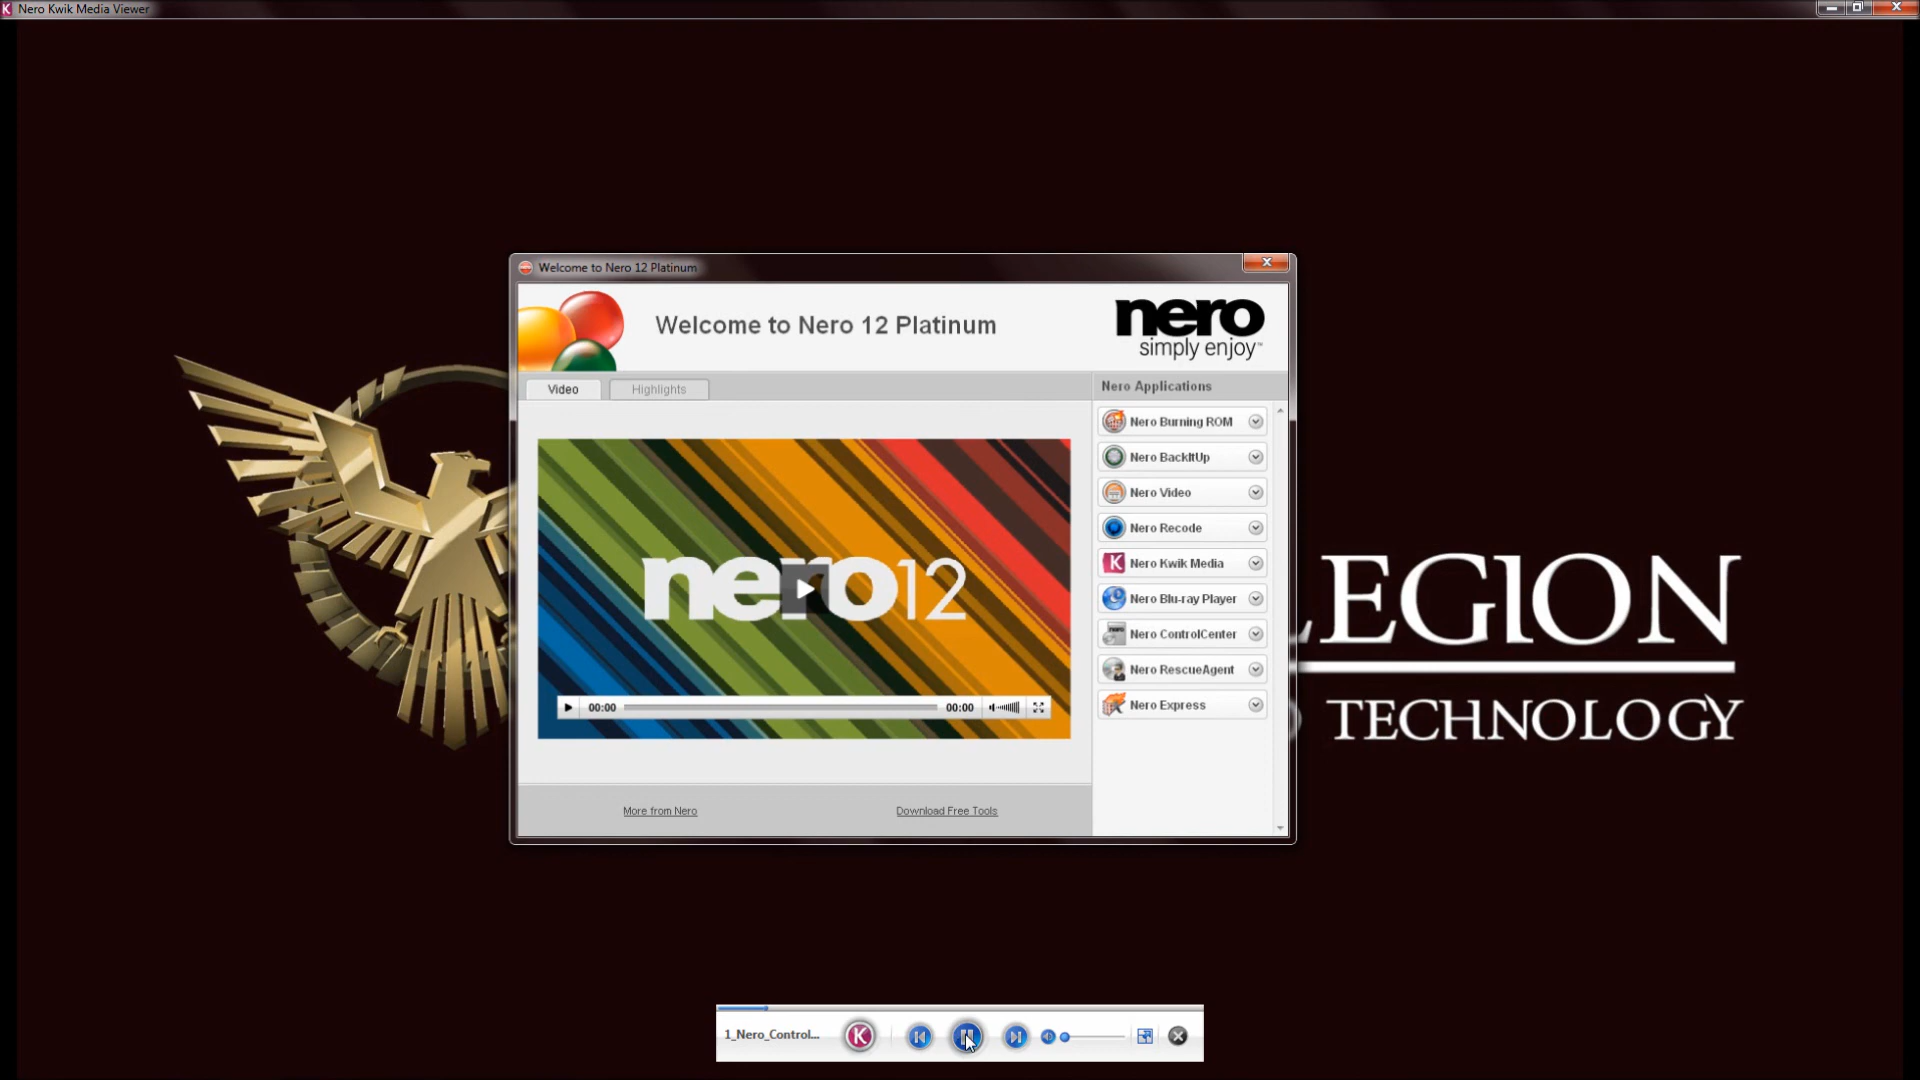 Nero Kwik Media Viewer
Welcome to Nero 12 Platinum
Welcome to Nero 12 Platinum
nero
simply enjoy™
Video
Highlights
Nero Applications
Nero Burning ROM
Nero BackItUp
Nero Video
Nero Recode
Nero Kwik Media
Nero Blu-ray Player
Nero ControlCenter
Nero RescueAgent
Nero Express
nero12
00:00
00:00
More from Nero
Download Free Tools
EGION
TECHNOLOGY
1_Nero_Control...